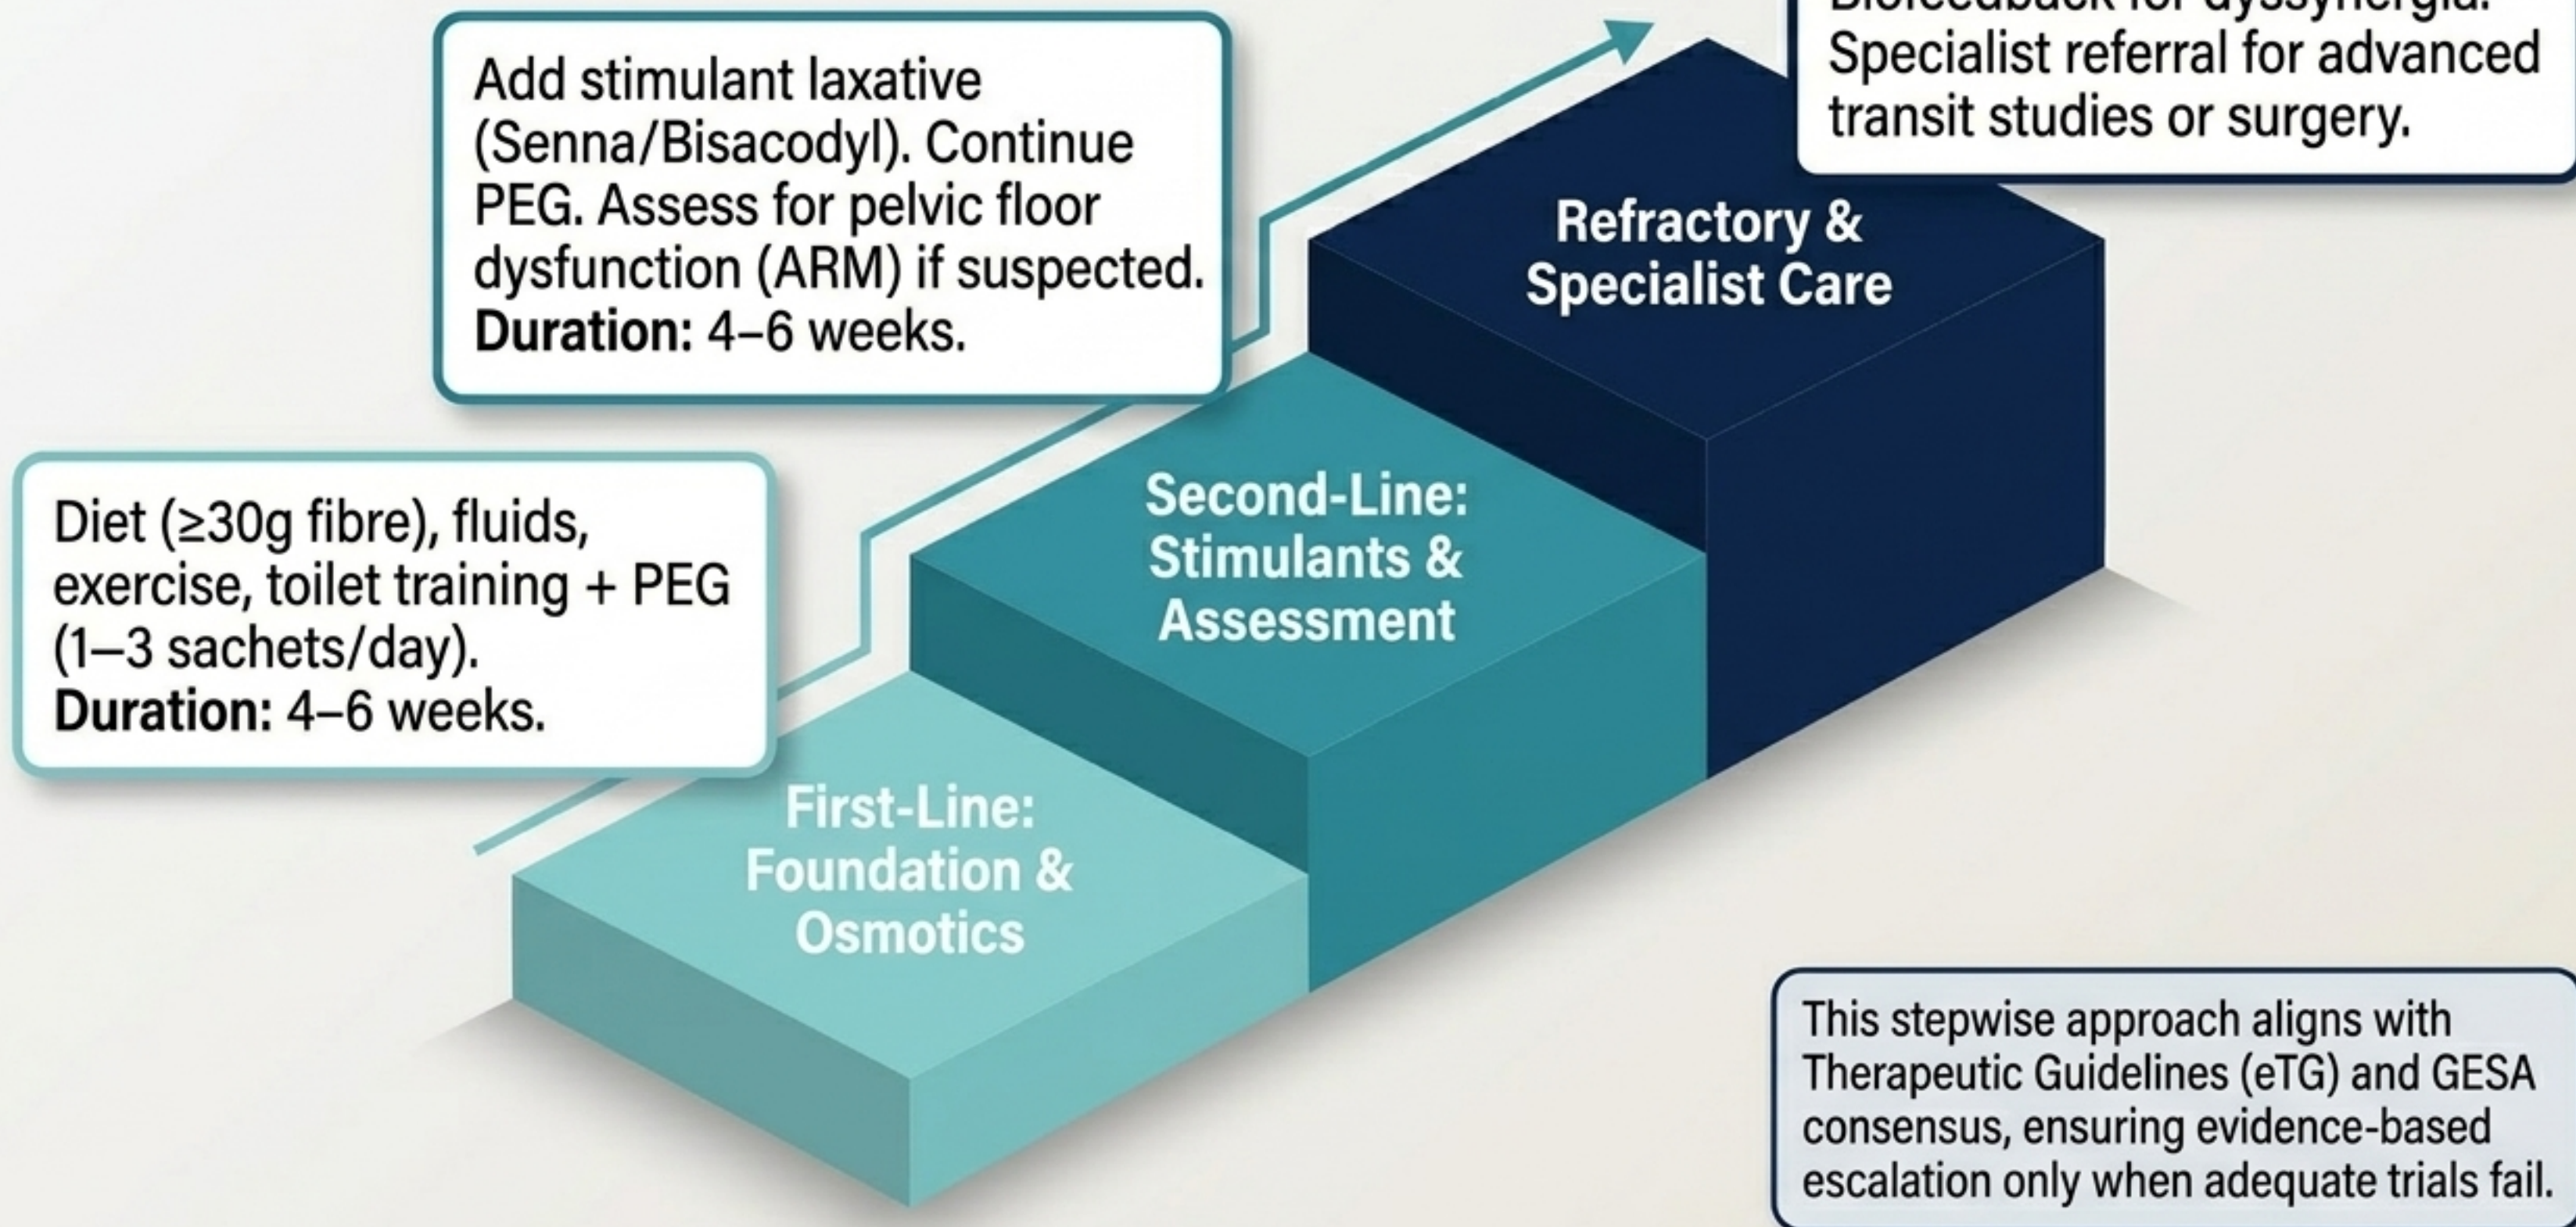 Add stimulant laxative
(Senna/Bisacodyl). Continue
PEG. Assess for pelvic floor
dysfunction (ARM) if suspected.
Duration: 4–6 weeks.
Biofeedback for dyssynergia.
Specialist referral for advanced
transit studies or surgery.
Refractory &
Specialist Care
Diet (≥30g fibre), fluids,
exercise, toilet training + PEG
(1–3 sachets/day).
Duration: 4–6 weeks.
Second-Line:
Stimulants &
Assessment
First-Line:
Foundation &
Osmotics
This stepwise approach aligns with
Therapeutic Guidelines (eTG) and GESA
consensus, ensuring evidence-based
escalation only when adequate trials fail.